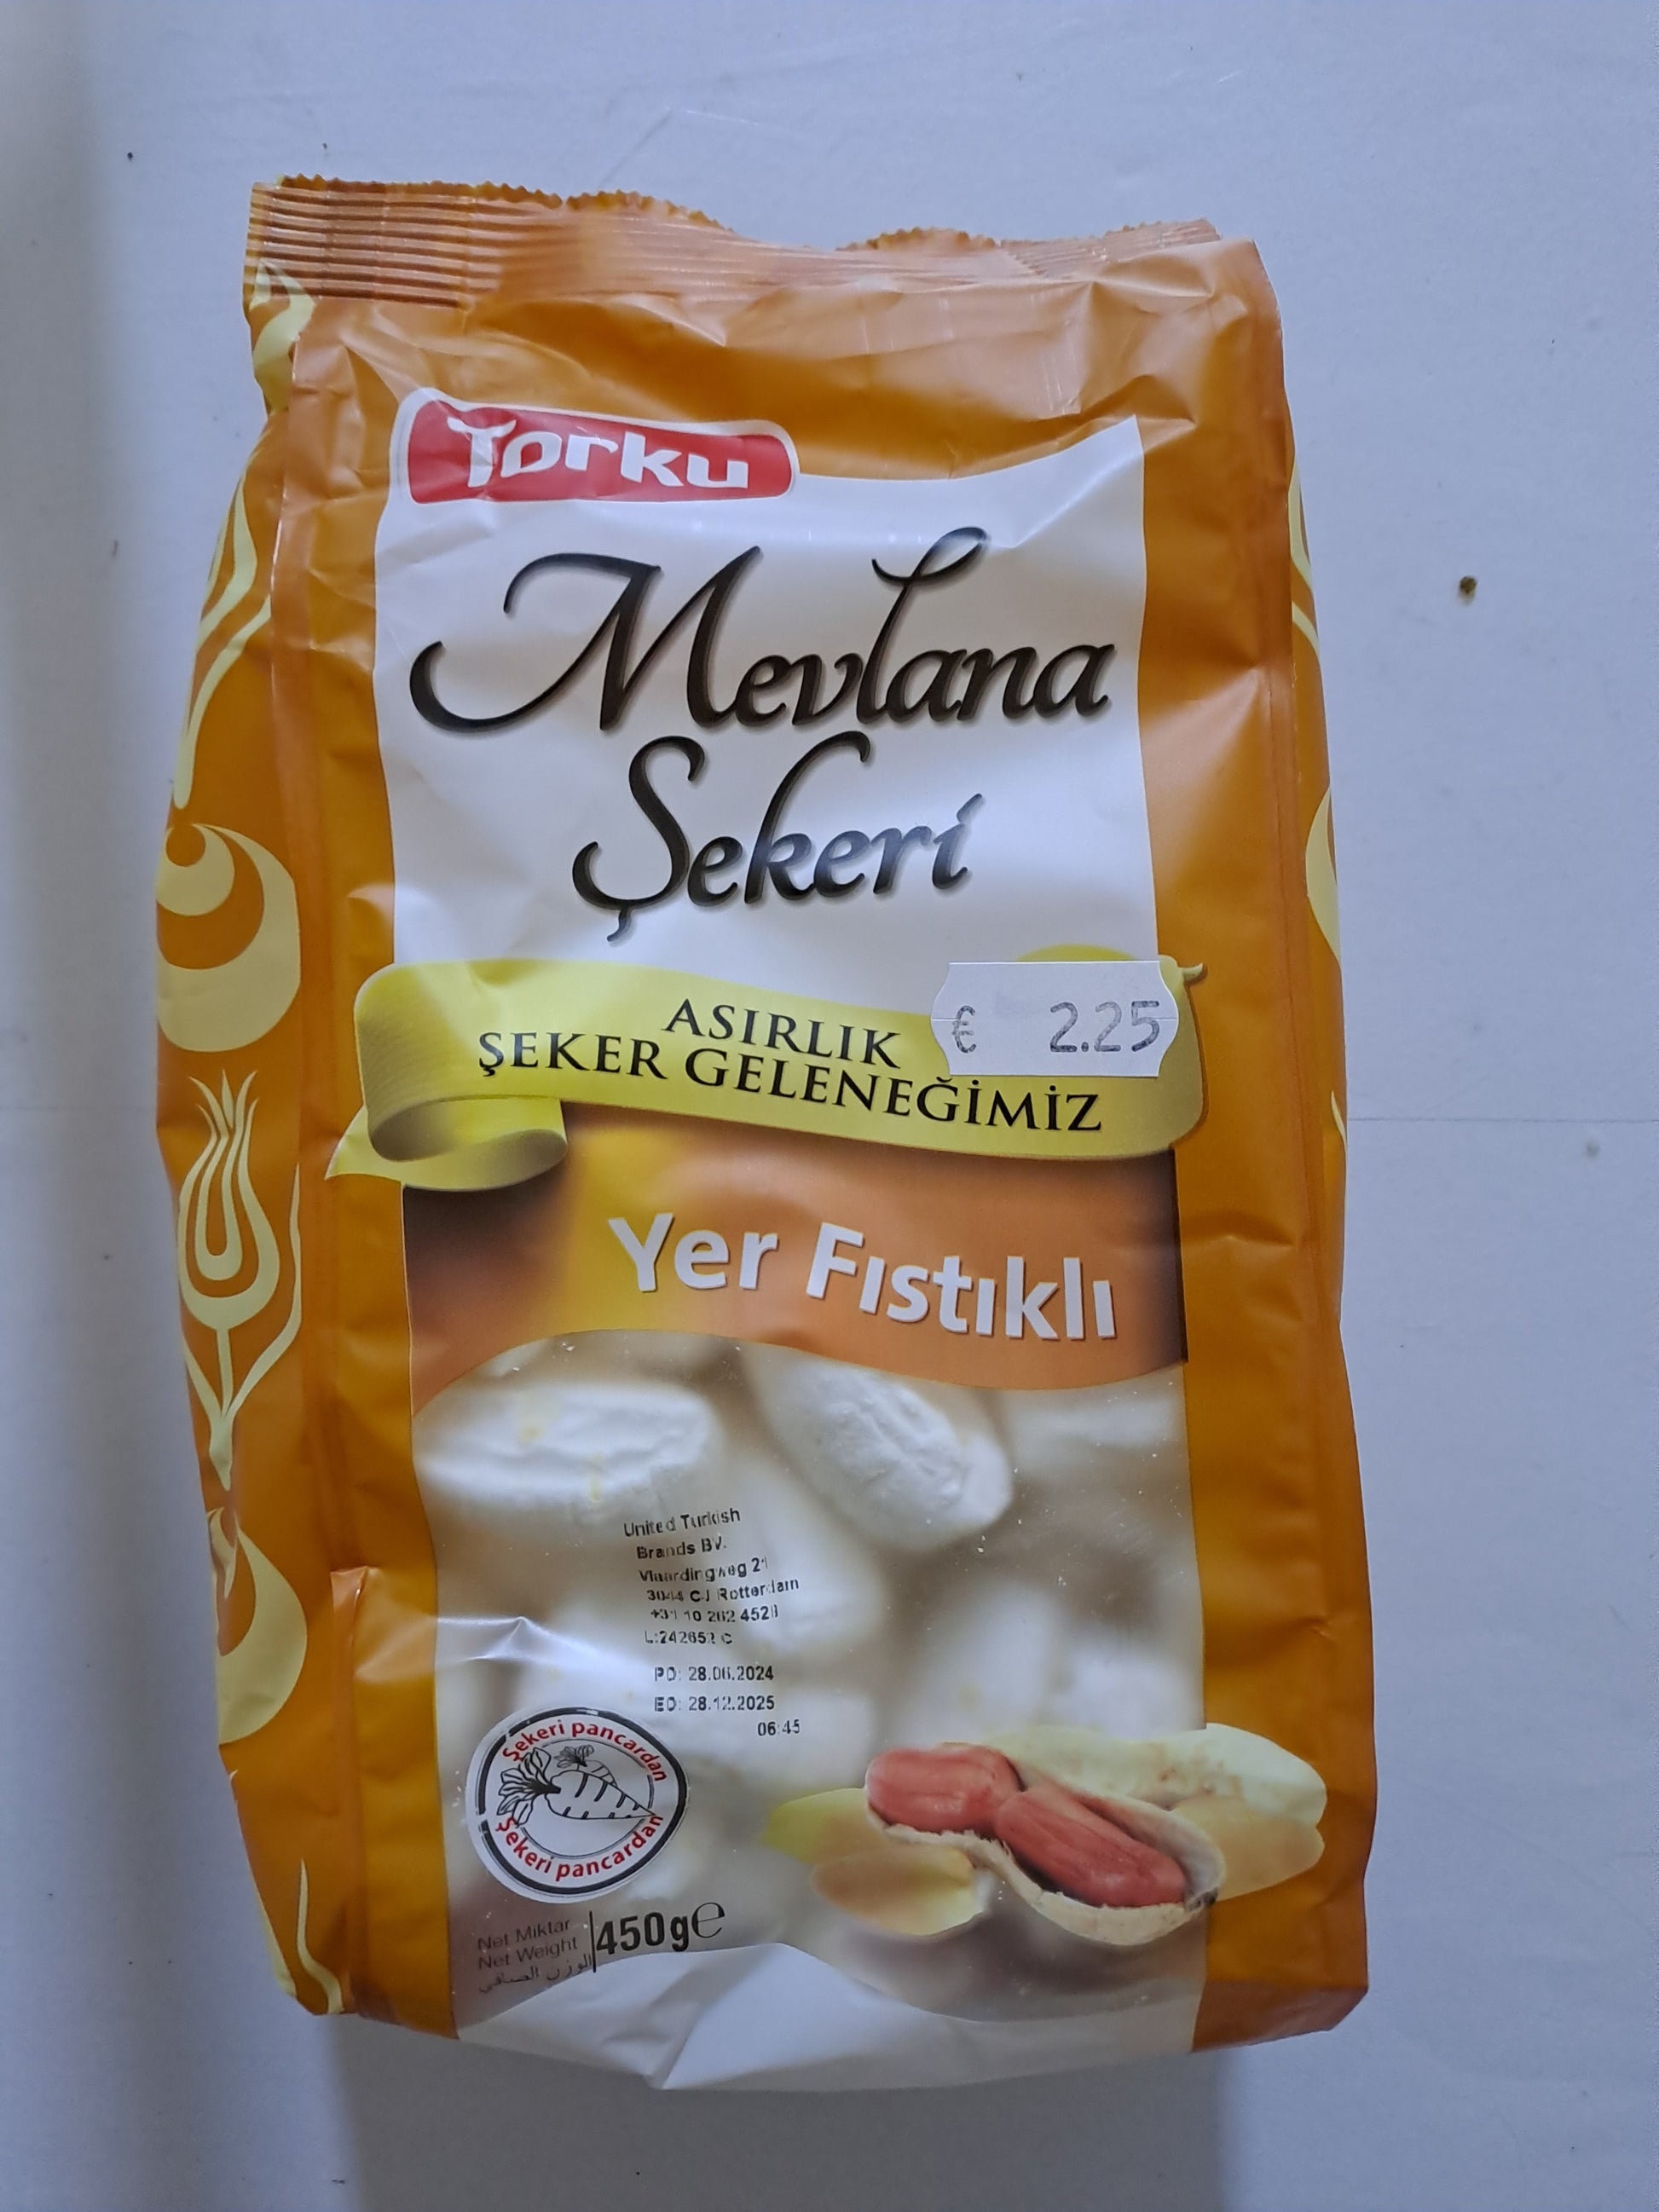 Torku
Mevlana
Şekeri
ASIRLIK
ŞEKER GELENEĞİMİZ
€ 2.25
Yer Fıstıklı
United Turkish
Brands BV.
Vlaardingweg 21
3044 CJ Rotterdam
+31 10 262 4528
L:242652 C
PD: 28.06.2024
ED: 28.12.2025
06:45
Şekeri pancardan
Şekeri pancardan
Net Miktar
Net Weight
الوزن الصافي
450g e